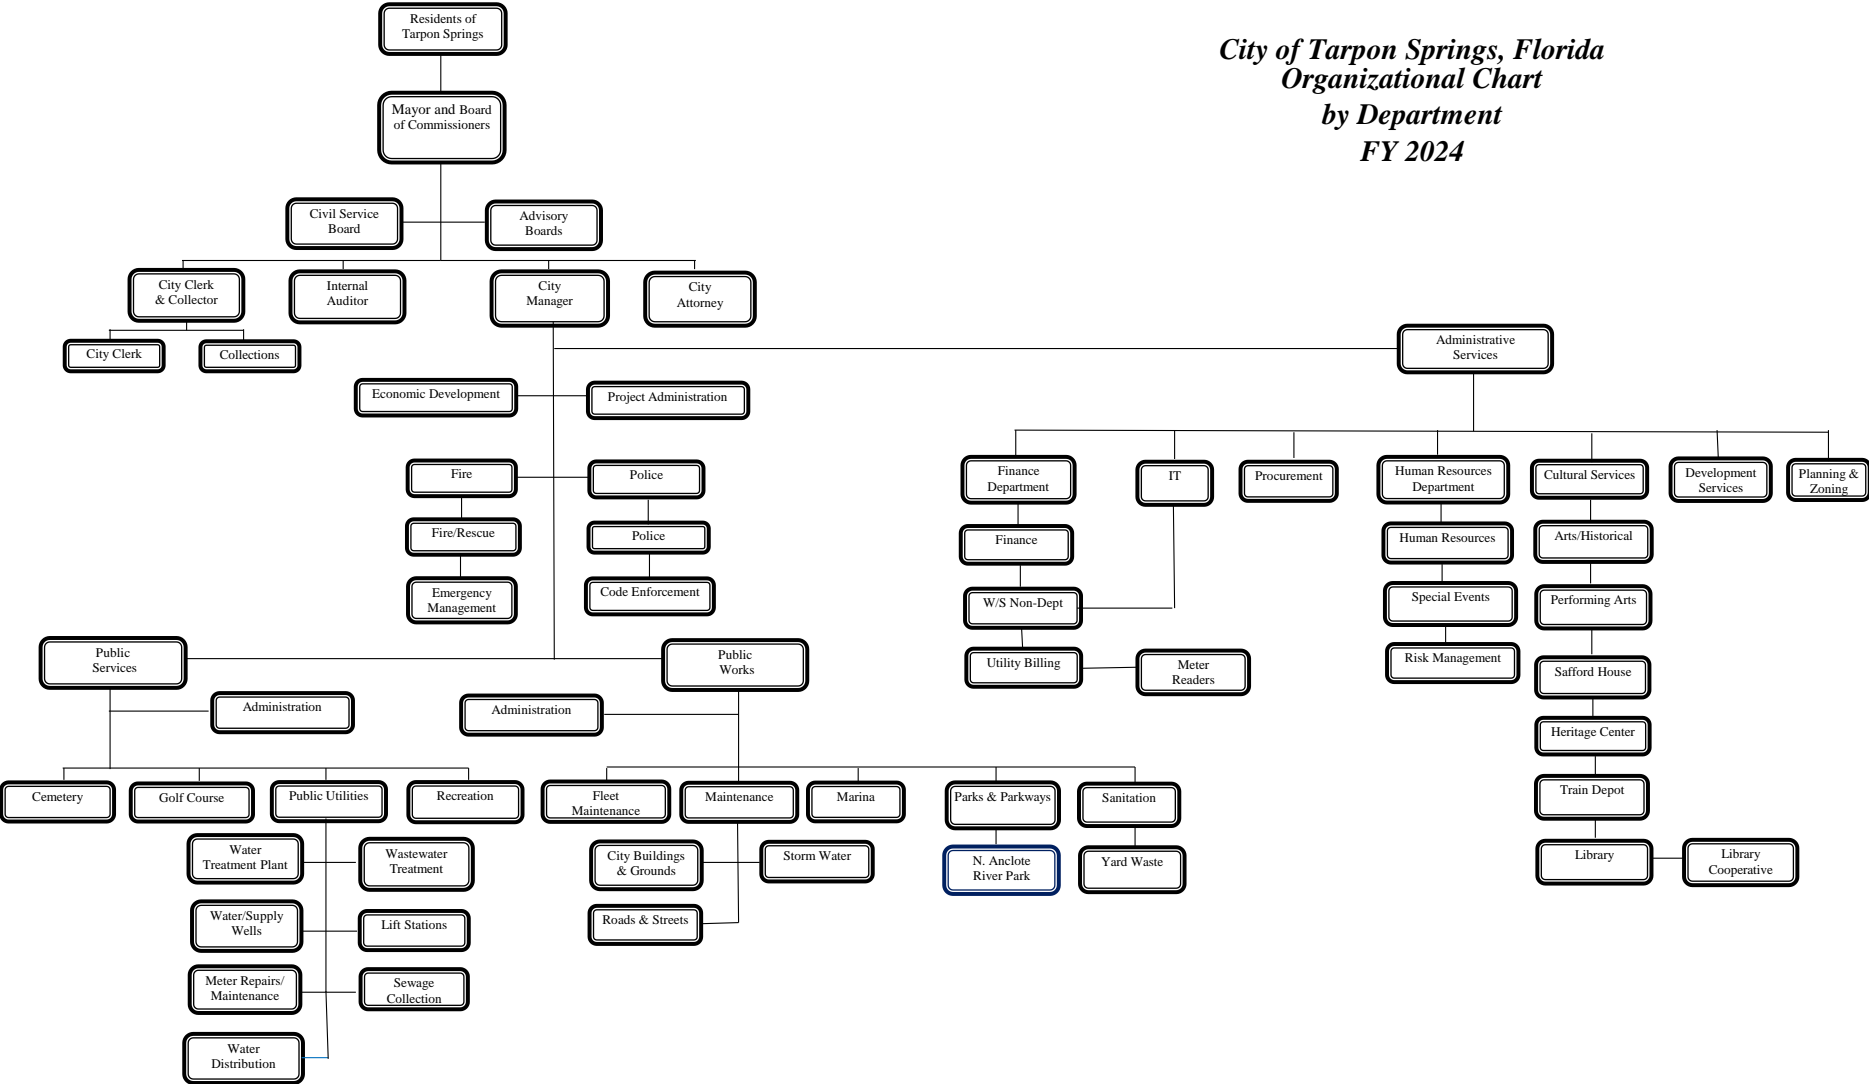 Residents of
Tarpon Springs
City of Tarpon Springs, Florida
Organizational Chart
by Department
FY 2024
Mayor and Board
of Commissioners
Civil Service
Board
Advisory
Boards
City Clerk
& Collector
Internal
Auditor
City
Manager
City
Attorney
City Clerk
Collections
Administrative
Services
Economic Development
Project Administration
Fire
Police
Fire/Rescue
Police
Emergency
Management
Code Enforcement
Finance
Department
IT
Procurement
Human Resources
Department
Cultural Services
Development
Services
Planning &
Zoning
Finance
Human Resources
Arts/Historical
W/S Non-Dept
Special Events
Performing Arts
Utility Billing
Meter
Readers
Risk Management
Safford House
Heritage Center
Train Depot
Library
Library
Cooperative
Public
Services
Public
Works
Administration
Administration
Cemetery
Golf Course
Public Utilities
Recreation
Fleet
Maintenance
Maintenance
Marina
Parks & Parkways
Sanitation
Water
Treatment Plant
Wastewater
Treatment
City Buildings
& Grounds
Storm Water
N. Anclote
River Park
Yard Waste
Water/Supply
Wells
Lift Stations
Roads & Streets
Meter Repairs/
Maintenance
Sewage
Collection
Water
Distribution